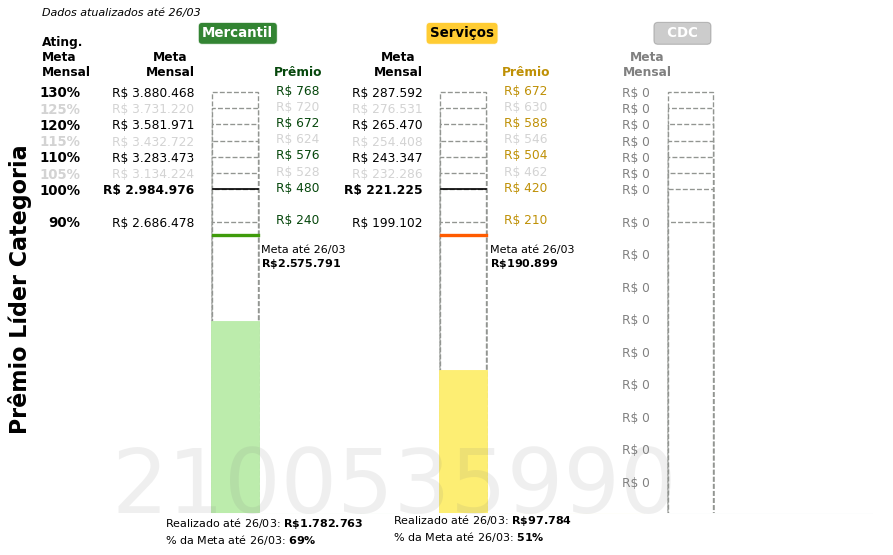 Dados atualizados até 26/03
Mercantil Serviços CDC
Ating. Meta Mensal Meta Mensal Prêmio Meta Mensal Prêmio Meta Mensal
130% R$ 3.880.468 R$ 768 R$ 287.592 R$ 672 R$ 0
125% R$ 3.731.220 R$ 720 R$ 276.531 R$ 630 R$ 0
120% R$ 3.581.971 R$ 672 R$ 265.470 R$ 588 R$ 0
115% R$ 3.432.722 R$ 624 R$ 254.408 R$ 546 R$ 0
110% R$ 3.283.473 R$ 576 R$ 243.347 R$ 504 R$ 0
105% R$ 3.134.224 R$ 528 R$ 232.286 R$ 462 R$ 0
100% R$ 2.984.976 R$ 480 R$ 221.225 R$ 420 R$ 0
90% R$ 2.686.478 R$ 240 R$ 199.102 R$ 210 R$ 0
Meta até 26/03 Meta até 26/03 R$ 0
R$2.575.791 R$190.899
R$ 0
R$ 0
R$ 0
R$ 0
R$ 0
R$ 0
R$ 0
Prêmio Líder Categoria
2100535990
Realizado até 26/03: R$1.782.763 Realizado até 26/03: R$97.784
% da Meta até 26/03: 69% % da Meta até 26/03: 51%